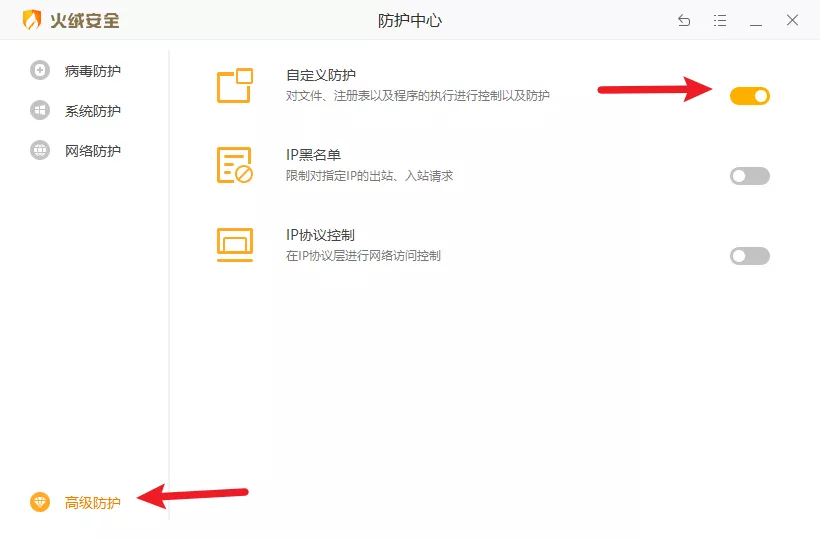 火绒安全
防护中心
病毒防护
系统防护
网络防护
高级防护
自定义防护
对文件、注册表以及程序的执行进行控制以及防护
IP黑名单
限制对指定IP的出站、入站请求
IP协议控制
在IP协议层进行网络访问控制